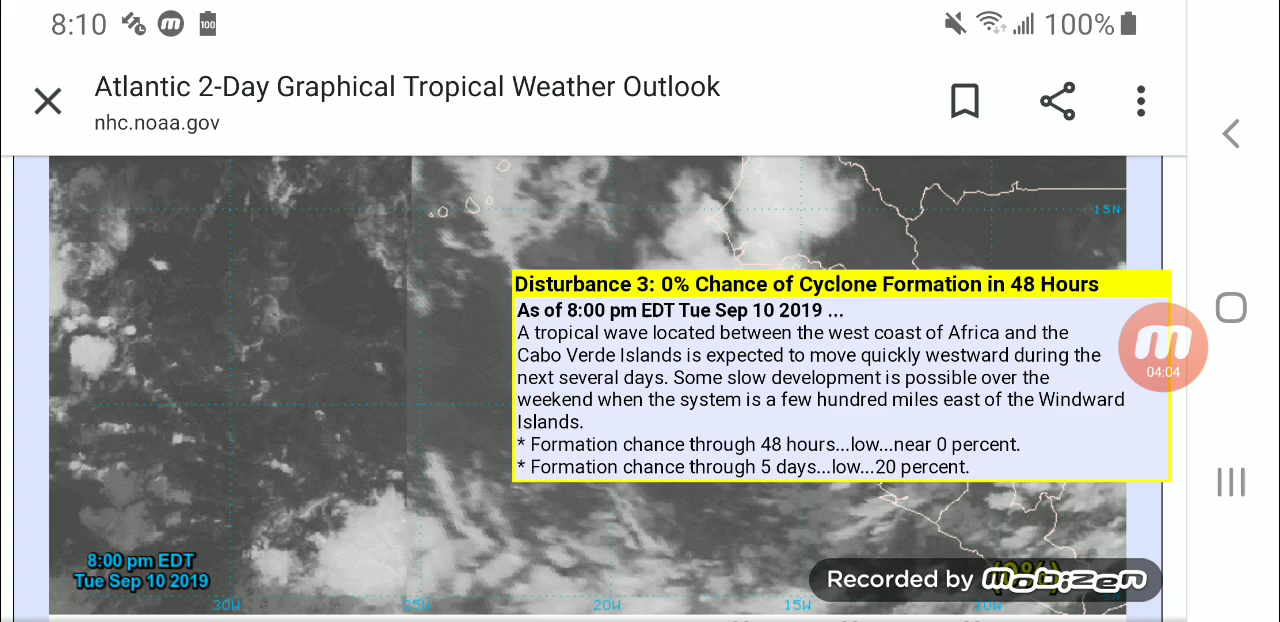 8:10
100
100%
Atlantic 2-Day Graphical Tropical Weather Outlook
nhc.noaa.gov
15N
Disturbance 3: 0% Chance of Cyclone Formation in 48 Hours
As of 8:00 pm EDT Tue Sep 10 2019 ...
A tropical wave located between the west coast of Africa and the
Cabo Verde Islands is expected to move quickly westward during the
next several days. Some slow development is possible over the
weekend when the system is a few hundred miles east of the Windward
Islands.
* Formation chance through 48 hours...low...near 0 percent.
* Formation chance through 5 days...low...20 percent.
m
04:04
8:00 pm EDT
Tue Sep 10 2019
Recorded by mobizen
30W 25W 20W 15W 10W